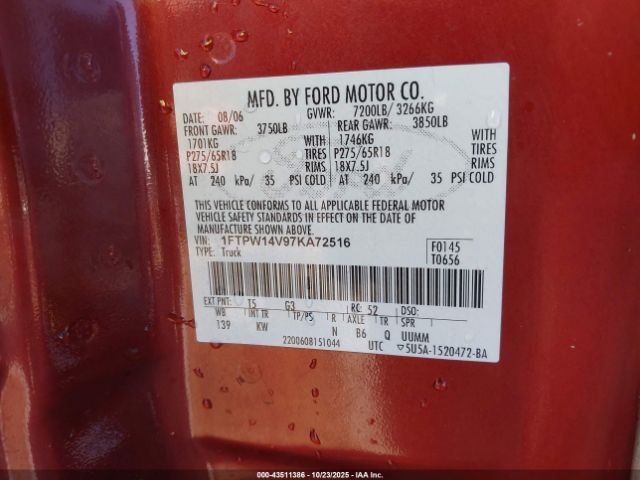 MFD. BY FORD MOTOR CO.
DATE: 08/06 GVWR: 7200LB/ 3266KG
FRONT GAWR: 3750LB REAR GAWR: 3850LB
1701KG WITH 1746KG WITH
P275/65R18 TIRES P275/65R18 TIRES
18X7.5J RIMS 18X7.5J RIMS
AT 240 kPa/ 35 PSI COLD AT 240 kPa/ 35 PSI COLD
THIS VEHICLE CONFORMS TO ALL APPLICABLE FEDERAL MOTOR
VEHICLE SAFETY STANDARDS IN EFFECT ON THE DATE OF
MANUFACTURE SHOWN ABOVE.
VIN: 1FTPW14V97KA72516
TYPE: Truck
F0145
T0656
EXT PNT: T5 G3 RC: 52 DSO:
WB INT TR TP/PS R AXLE TR SPR
139 KW N B6 Q UUMM
2200608151044 UTC ▽5U5A-1520472-BA
000-43511386 - 10/23/2025 - IAAI.COM